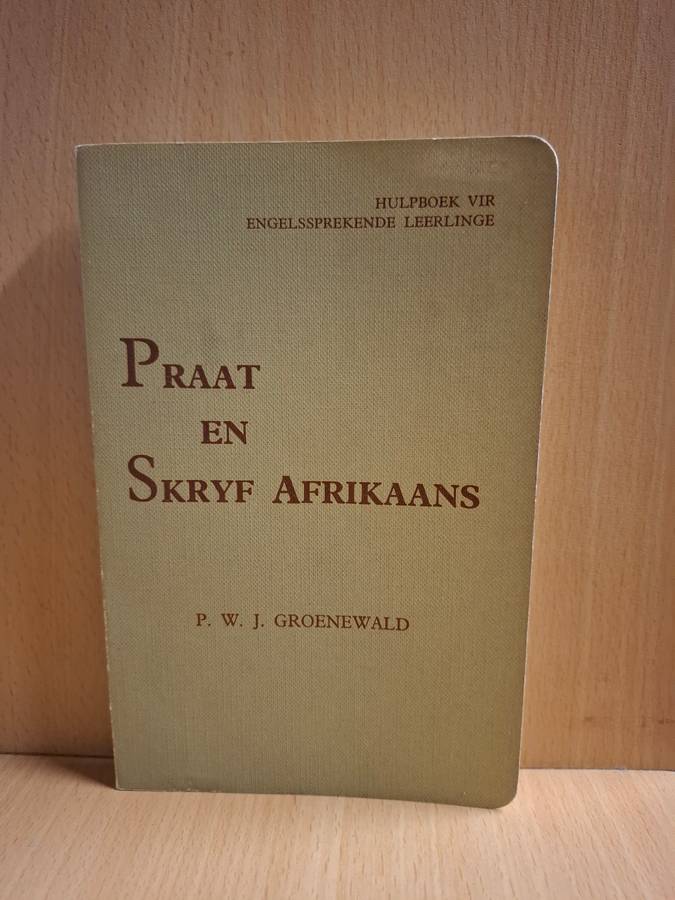 HULPBOEK VIR
ENGELSSPREKENDE LEERLINGE
PRAAT
EN
SKRYF AFRIKAANS
P. W. J. GROENEWALD